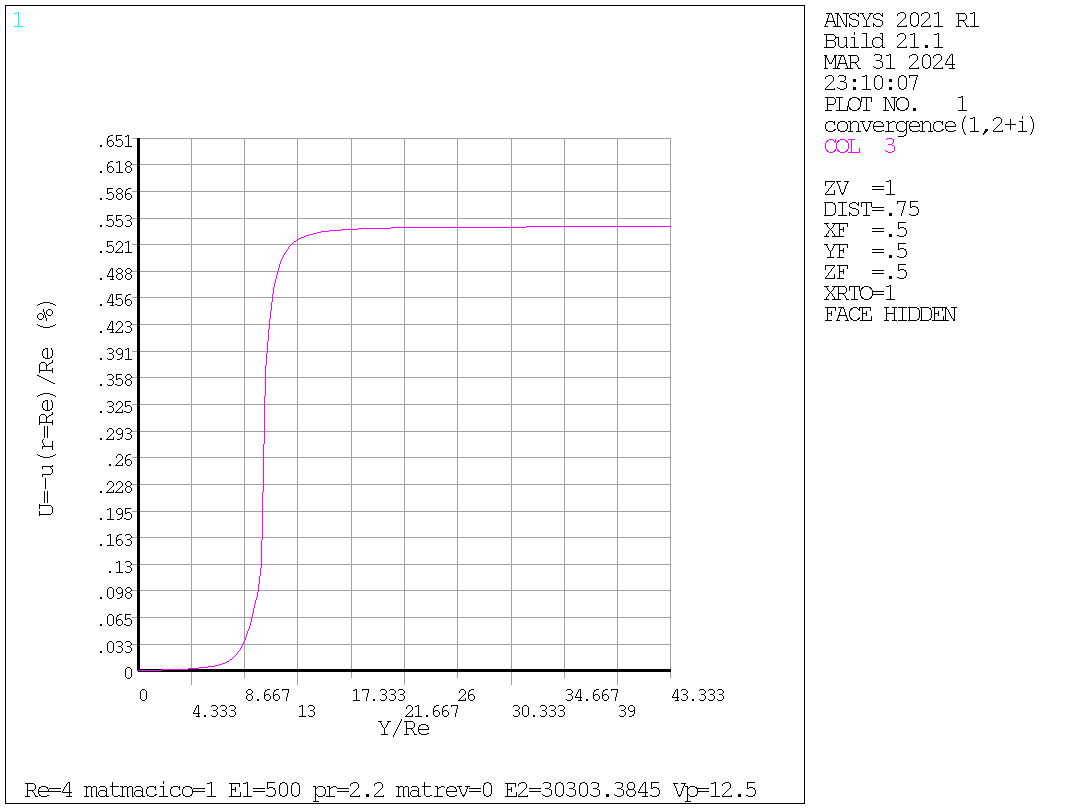 1
ANSYS 2021 R1
Build 21.1
MAR 31 2024
23:10:07
PLOT NO. 1
convergence(1,2+i)
COL 3
ZV =1
DIST=.75
XF =.5
YF =.5
ZF =.5
XRTO=1
FACE HIDDEN
U=-u(r=Re)/Re (%)
.651
.618
.586
.553
.521
.488
.456
.423
.391
.358
.325
.293
.26
.228
.195
.163
.13
.098
.065
.033
0
0 8.667 17.333 26 34.667 43.333
4.333 13 21.667 30.333 39
Y/Re
Re=4 matmacico=1 E1=500 pr=2.2 matrev=0 E2=30303.3845 Vp=12.5